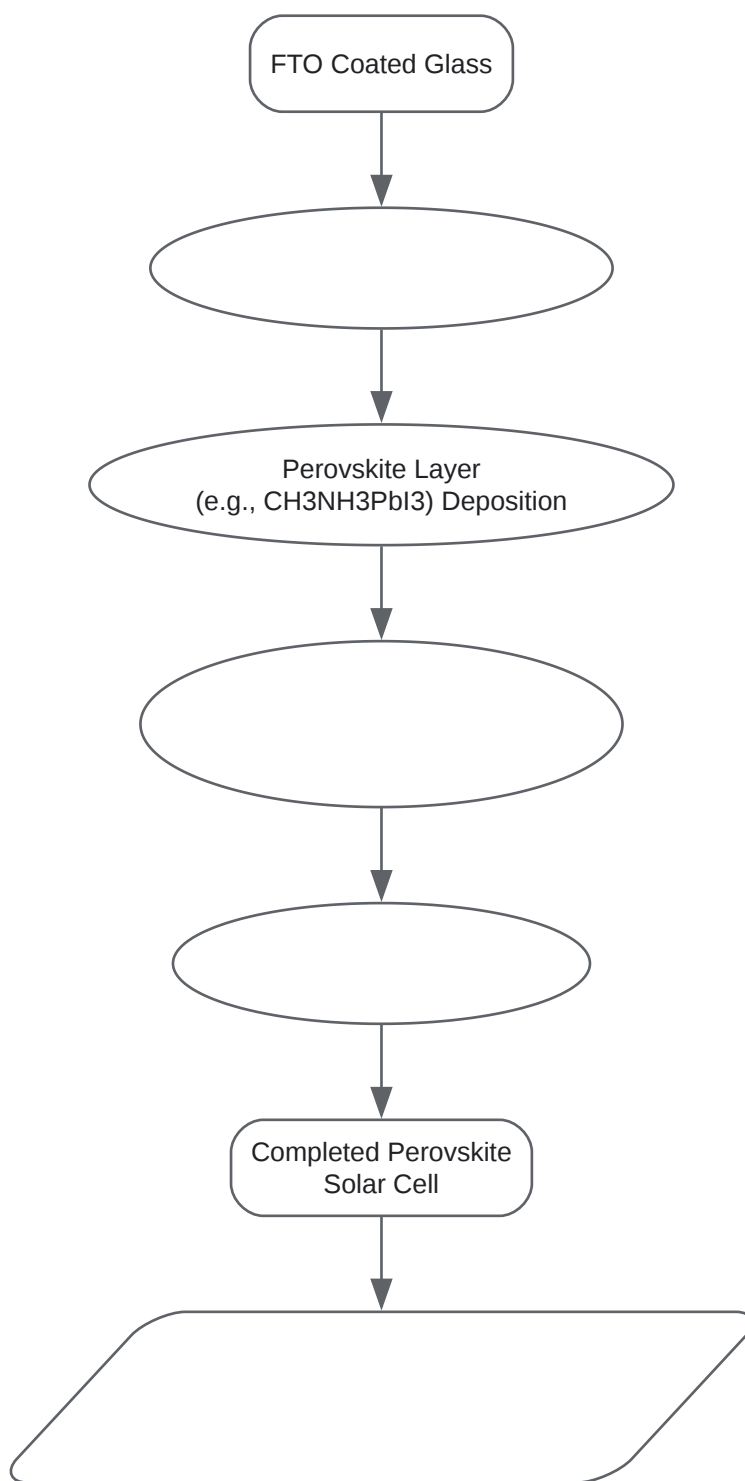 FTO Coated Glass
Perovskite Layer
(e.g., CH3NH3PbI3) Deposition
Completed Perovskite
Solar Cell